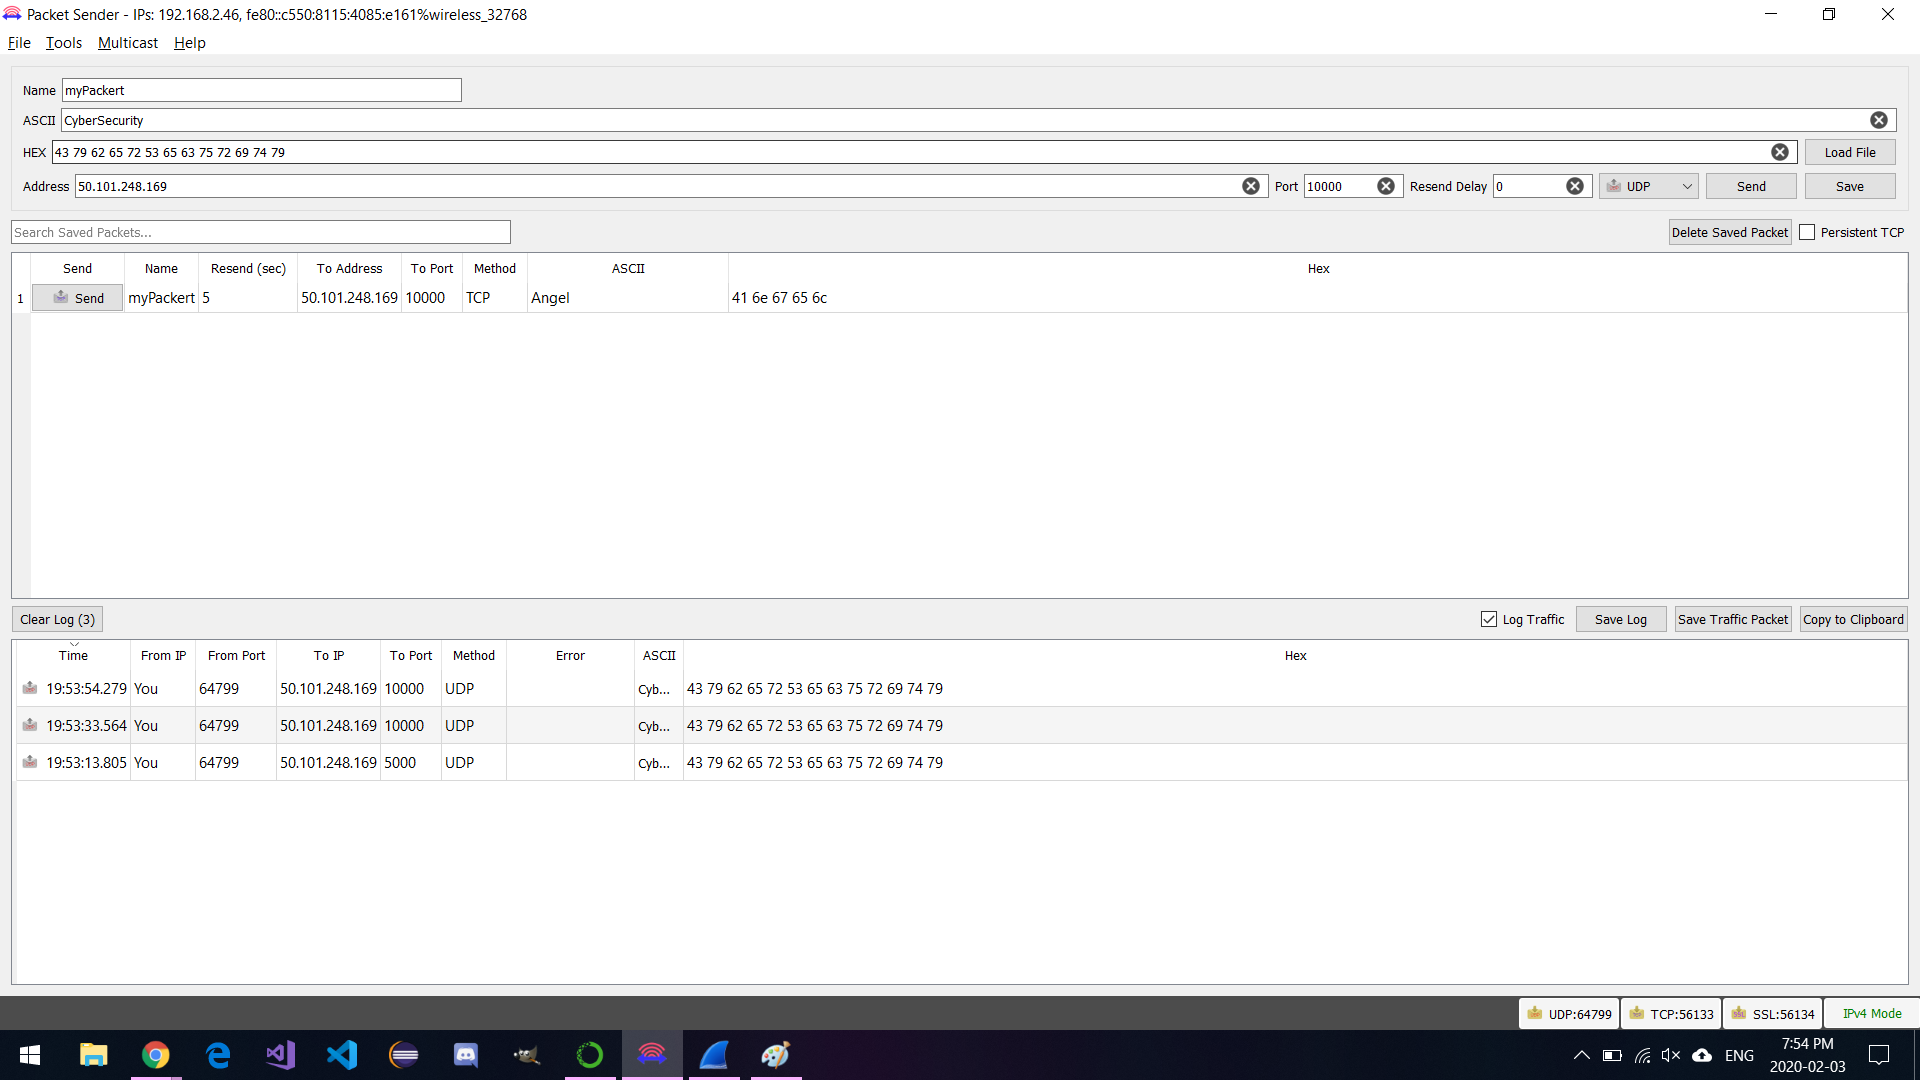 Packet Sender - IPs: 192.168.2.46, fe80::c550:8115:4085:e161%wireless_32768
File Tools Multicast Help
Name myPackert
ASCII CyberSecurity
HEX 43 79 62 65 72 53 65 63 75 72 69 74 79 Load File
Address 50.101.248.169 Port 10000 Resend Delay 0 UDP Send Save
Search Saved Packets... Delete Saved Packet Persistent TCP
Send Name Resend (sec) To Address To Port Method ASCII Hex
1 Send myPackert 5 50.101.248.169 10000 TCP Angel 41 6e 67 65 6c
Clear Log (3) Log Traffic Save Log Save Traffic Packet Copy to Clipboard
Time From IP From Port To IP To Port Method Error ASCII Hex
19:53:54.279 You 64799 50.101.248.169 10000 UDP Cyb... 43 79 62 65 72 53 65 63 75 72 69 74 79
19:53:33.564 You 64799 50.101.248.169 10000 UDP Cyb... 43 79 62 65 72 53 65 63 75 72 69 74 79
19:53:13.805 You 64799 50.101.248.169 5000 UDP Cyb... 43 79 62 65 72 53 65 63 75 72 69 74 79
UDP:64799 TCP:56133 SSL:56134 IPv4 Mode
ENG 7:54 PM
2020-02-03